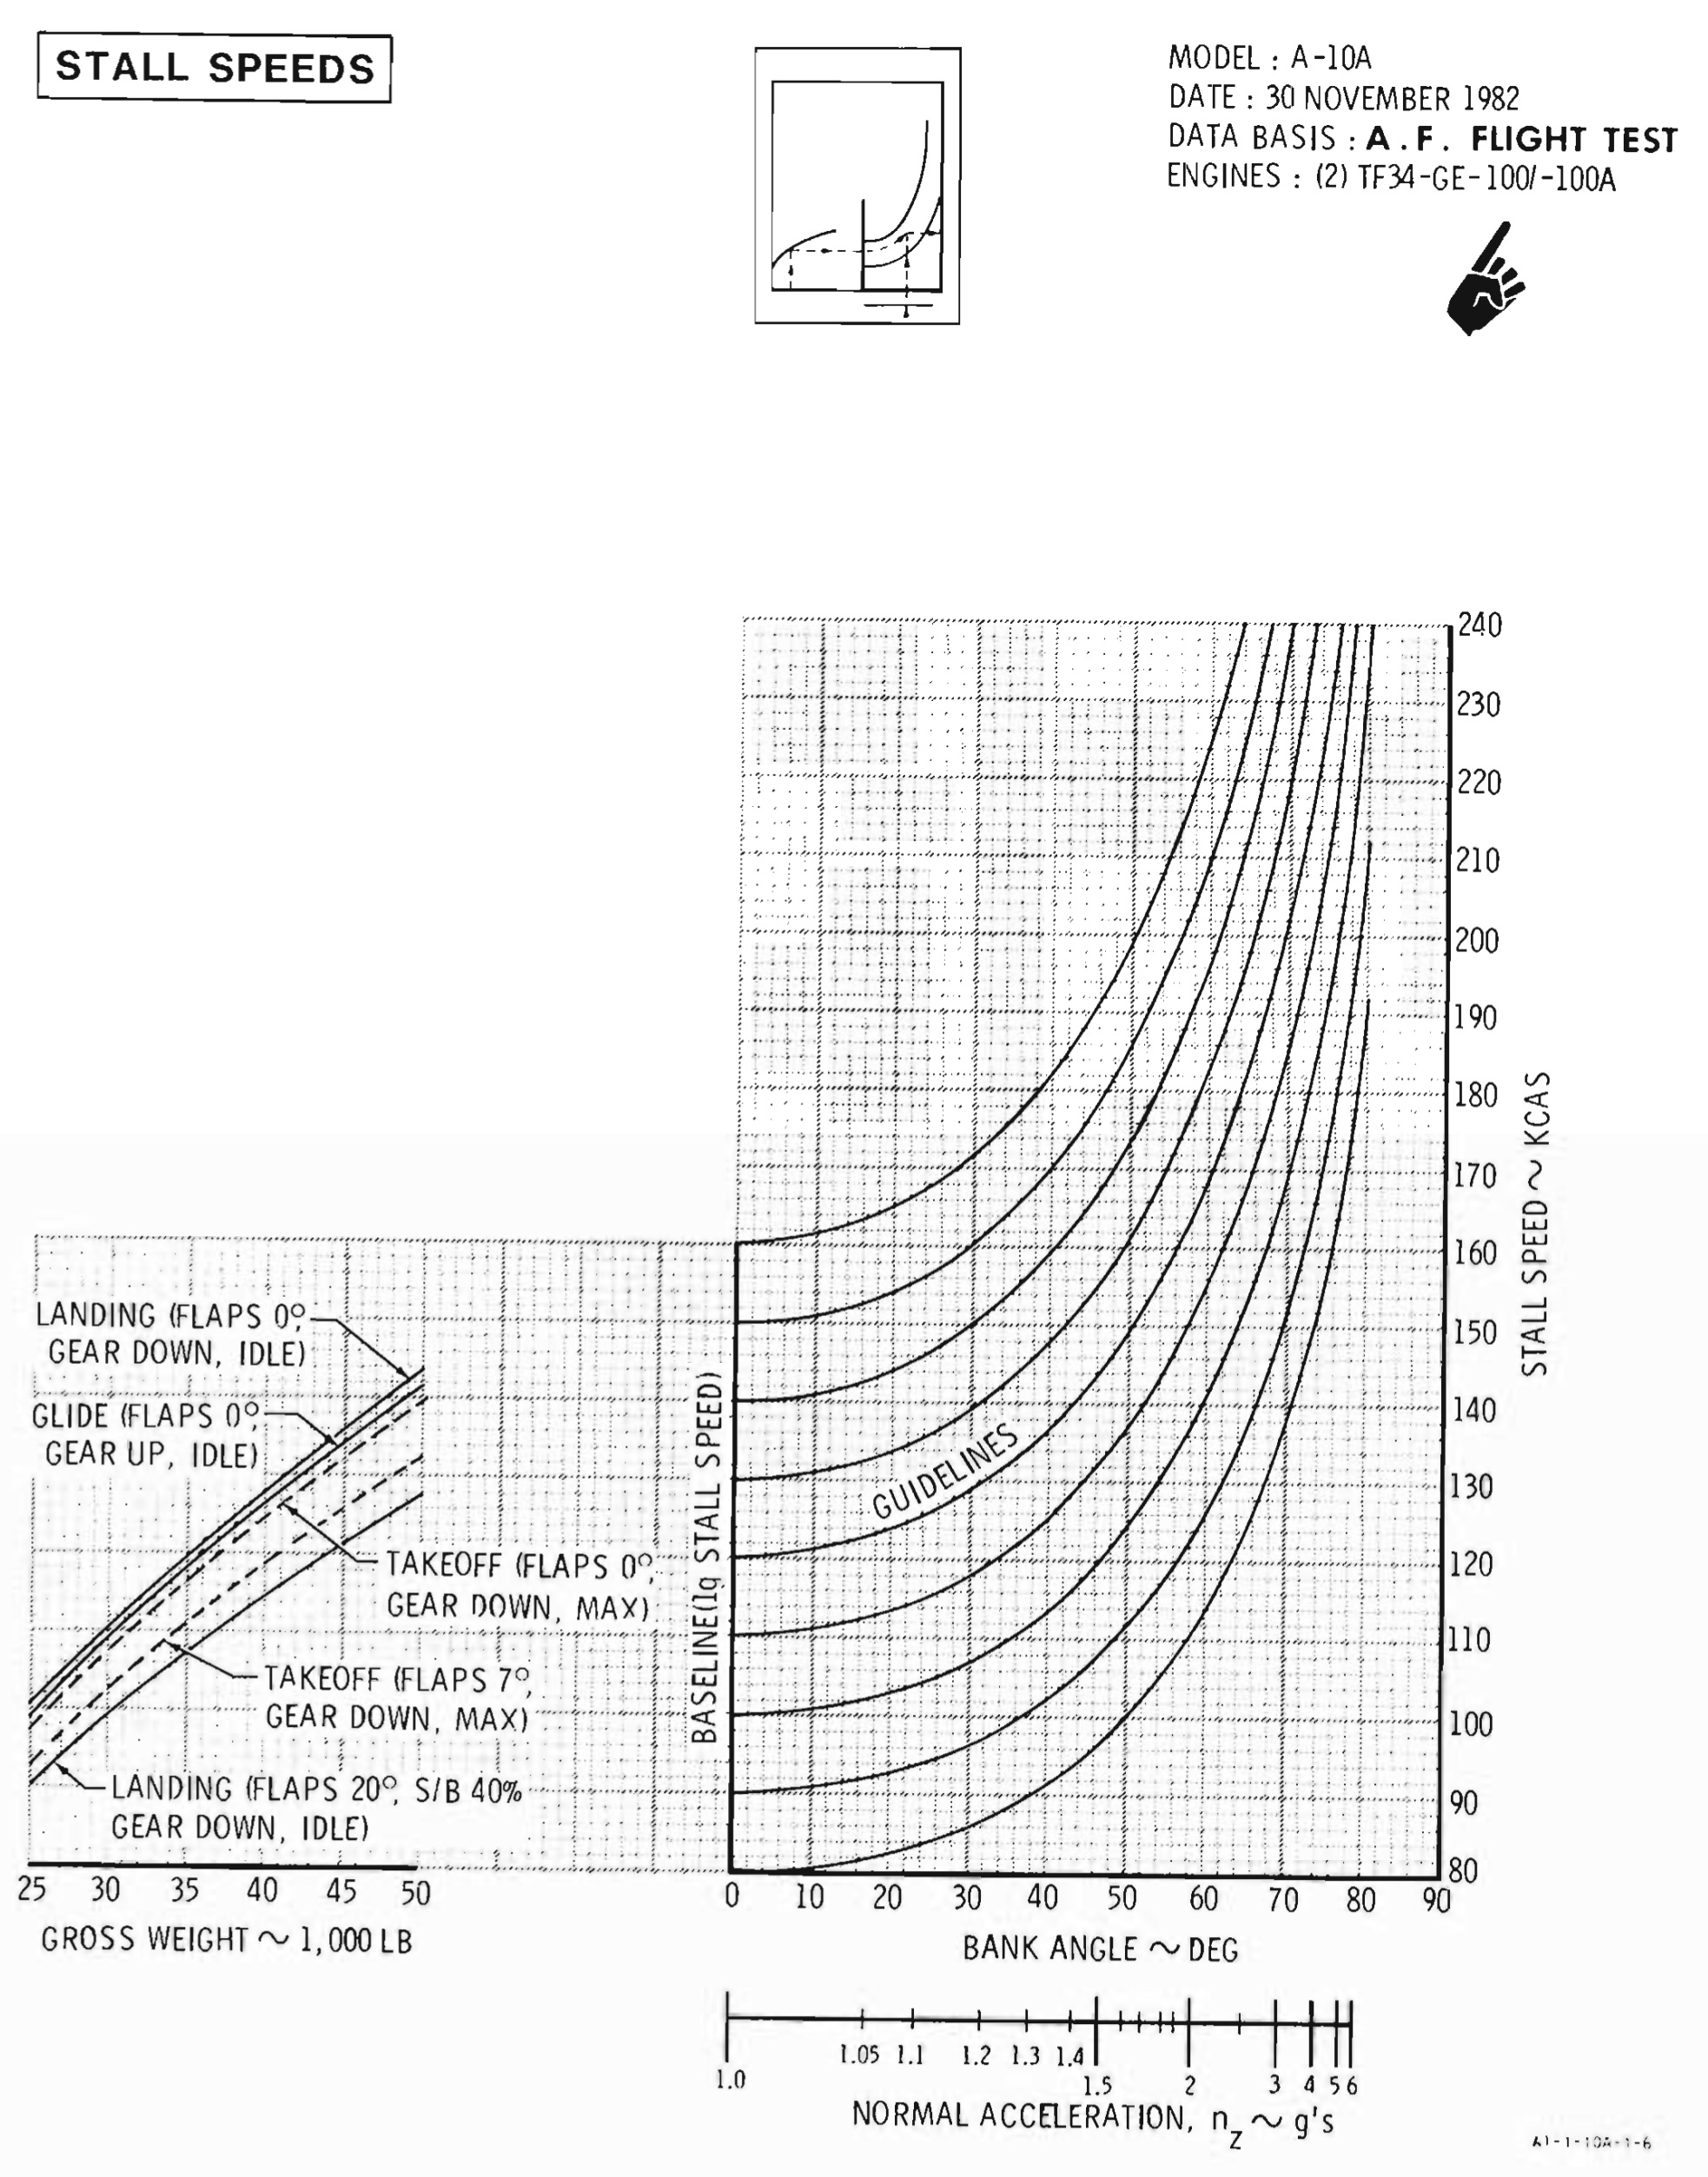 STALL SPEEDS
MODEL : A-10A
DATE : 30 NOVEMBER 1982
DATA BASIS : A.F. FLIGHT TEST
ENGINES : (2) TF34-GE-100/-100A
240
230
220
210
200
190
180
170
160
150
140
130
120
110
100
90
80
STALL SPEED ~ KCAS
LANDING (FLAPS 0°,
GEAR DOWN, IDLE)
GLIDE (FLAPS 0°,
GEAR UP, IDLE)
TAKEOFF (FLAPS 0°,
GEAR DOWN, MAX)
TAKEOFF (FLAPS 7°,
GEAR DOWN, MAX)
LANDING (FLAPS 20°, S/B 40%
GEAR DOWN, IDLE)
BASELINE(1g STALL SPEED)
GUIDELINES
25 30 35 40 45 50
GROSS WEIGHT ~ 1,000 LB
0 10 20 30 40 50 60 70 80 90
BANK ANGLE ~ DEG
1.0 1.05 1.1 1.2 1.3 1.4 1.5 2 3 4 5 6
NORMAL ACCELERATION, nz ~ g's
A1-1-10A-1-6